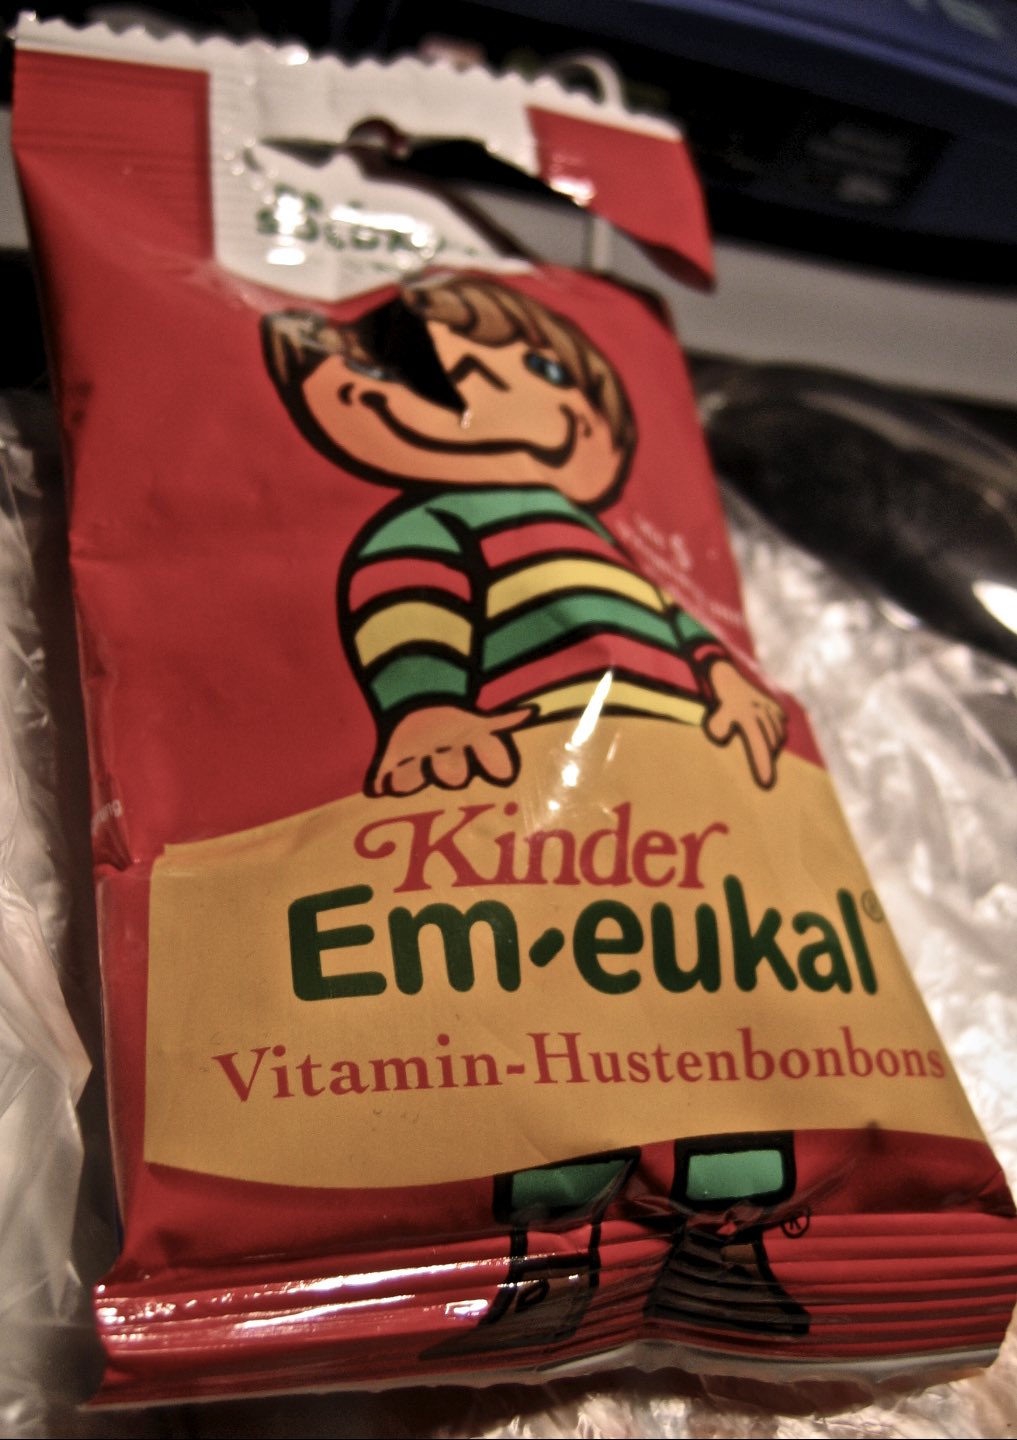 Kinder
Em-eukal®
Vitamin-Hustenbonbons
®